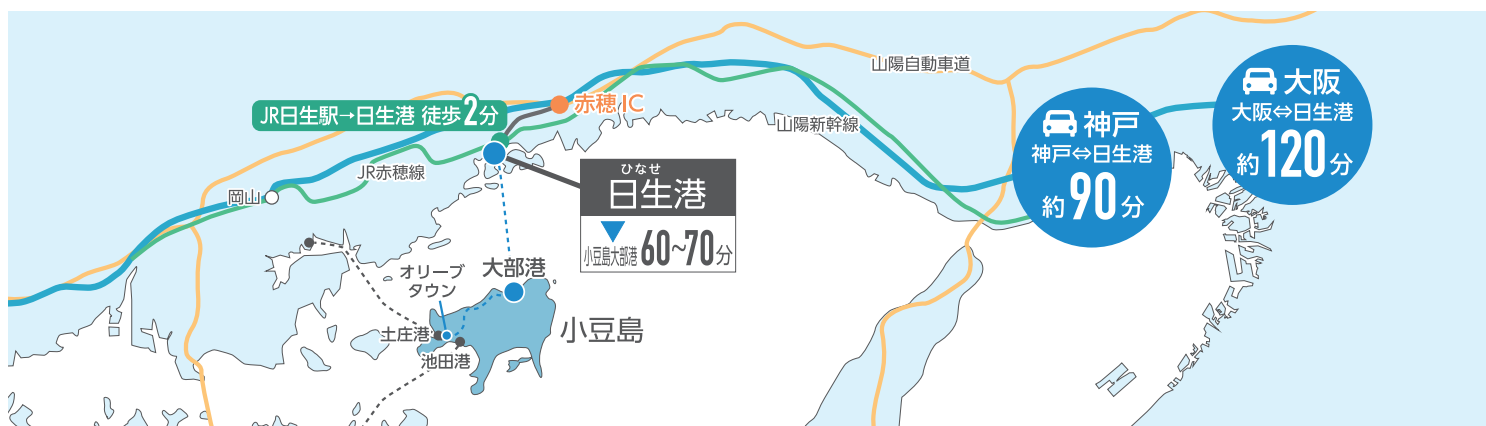 山陽自動車道
大阪
大阪⇔日生港
約120分
神戸
神戸⇔日生港
約90分
赤穂IC
JR日生駅→日生港 徒歩2分
山陽新幹線
JR赤穂線
岡山
ひなせ
日生港
小豆島大部港 60~70分
大部港
オリーブ
タウン
土庄港
池田港
小豆島